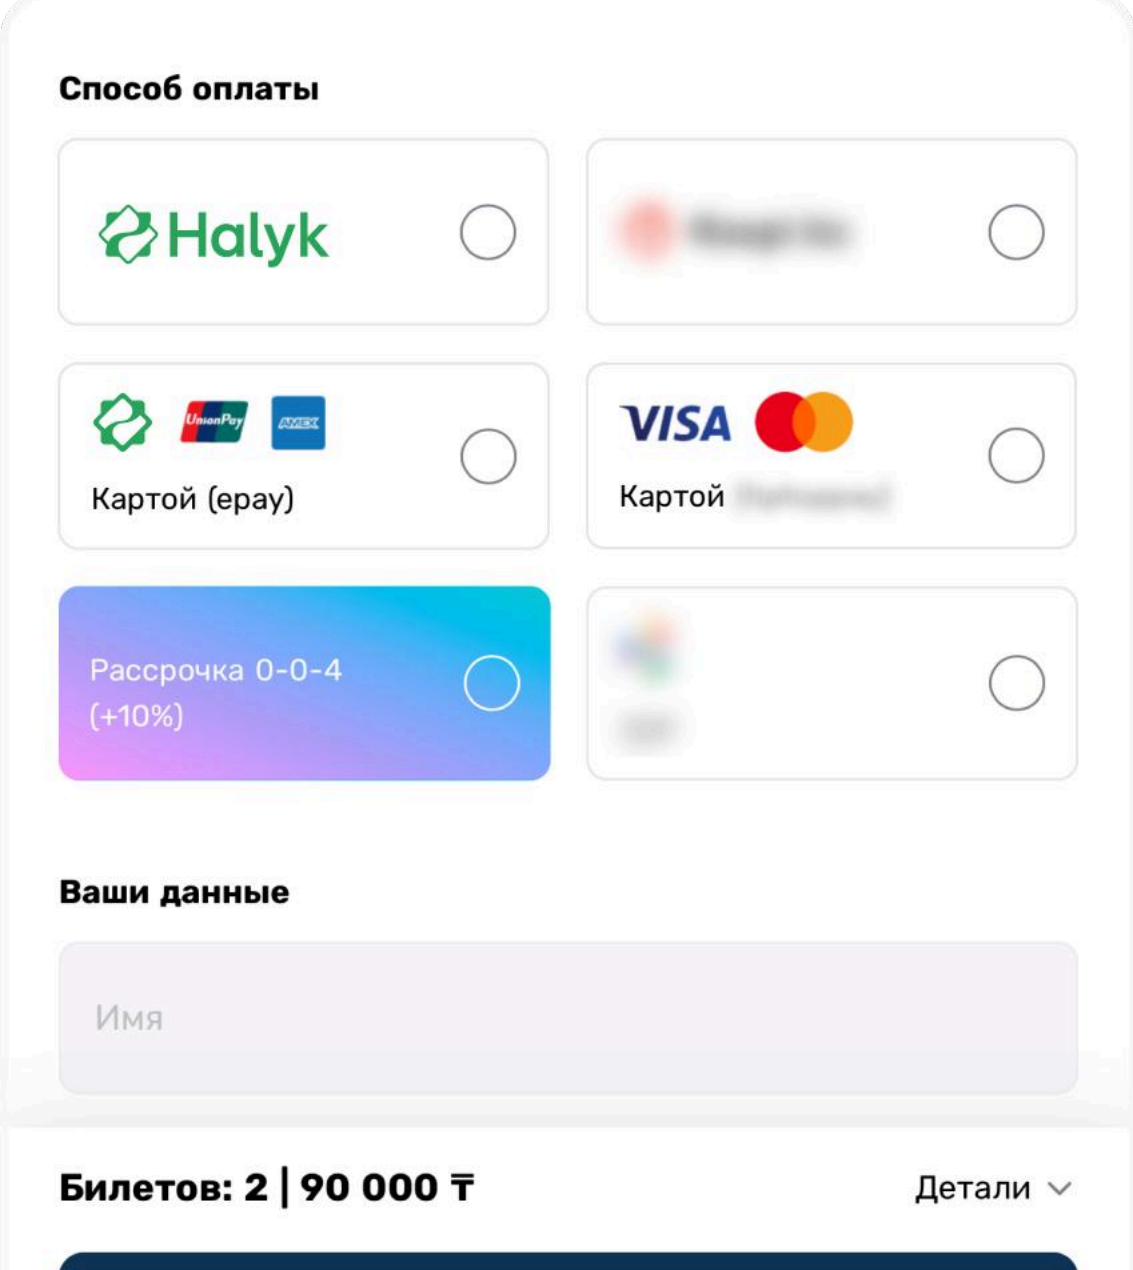 Способ оплаты
Halyk
UnionPay AMEX
Картой (epay)
VISA
Картой
Рассрочка 0-0-4
(+10%)
Ваши данные
Имя
Билетов: 2 | 90 000 ₸
Детали